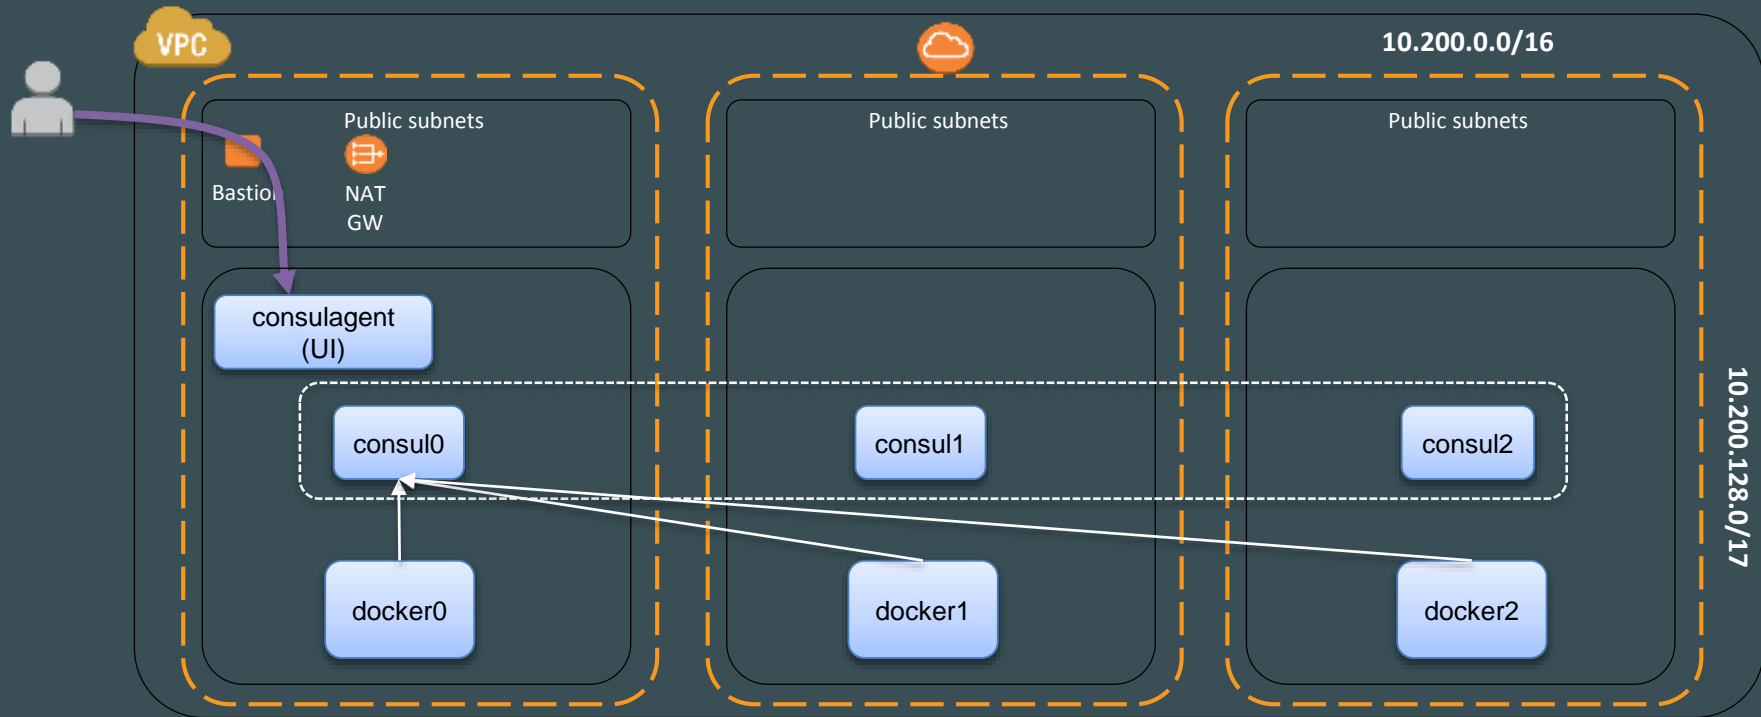 VPC
10.200.0.0/16
Public subnets
Public subnets
Public subnets
Bastion
NAT
GW
consulagent
(UI)
consul0
consul1
consul2
10.200.128.0/17
docker0
docker1
docker2